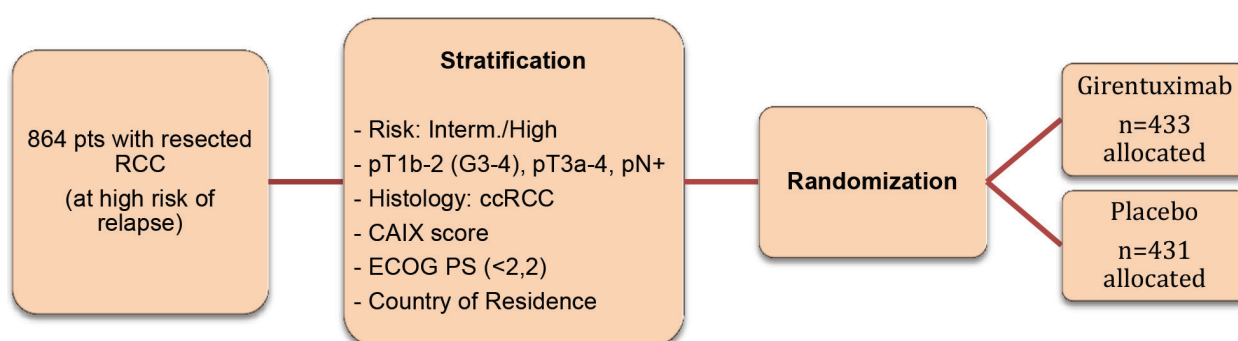 864 pts with resected
RCC
(at high risk of
relapse)
Stratification
- Risk: Interm./High
- pT1b-2 (G3-4), pT3a-4, pN+
- Histology: ccRCC
- CAIX score
- ECOG PS (<2,2)
- Country of Residence
Randomization
Girentuximab
n=433
allocated
Placebo
n=431
allocated